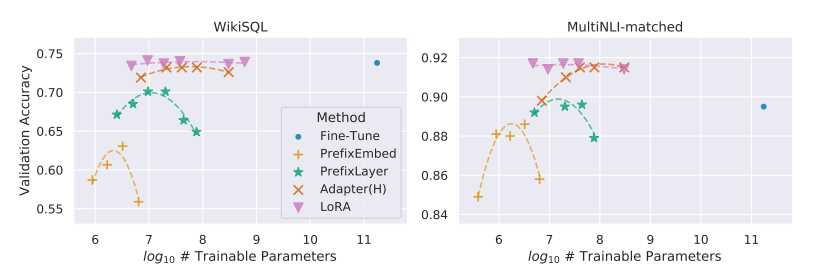 WikiSQL
MultiNLI-matched
Validation Accuracy
0.75
0.70
0.65
0.60
0.55
6 7 8 9 10 11
log10 # Trainable Parameters
Method
Fine-Tune
PrefixEmbed
PrefixLayer
Adapter(H)
LoRA
0.92
0.90
0.88
0.86
0.84
6 7 8 9 10 11
log10 # Trainable Parameters